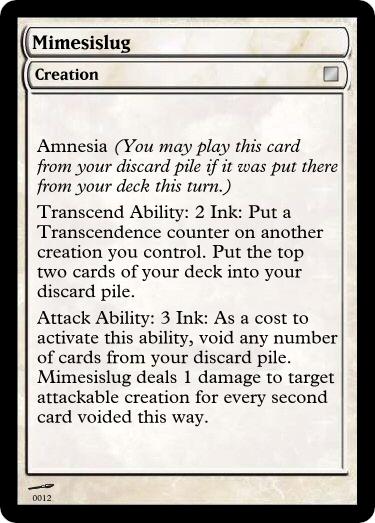 Mimesislug
Creation
Amnesia (You may play this card
from your discard pile if it was put there
from your deck this turn.)
Transcend Ability: 2 Ink: Put a
Transcendence counter on another
creation you control. Put the top
two cards of your deck into your
discard pile.
Attack Ability: 3 Ink: As a cost to
activate this ability, void any number
of cards from your discard pile.
Mimesislug deals 1 damage to target
attackable creation for every second
card voided this way.
0012